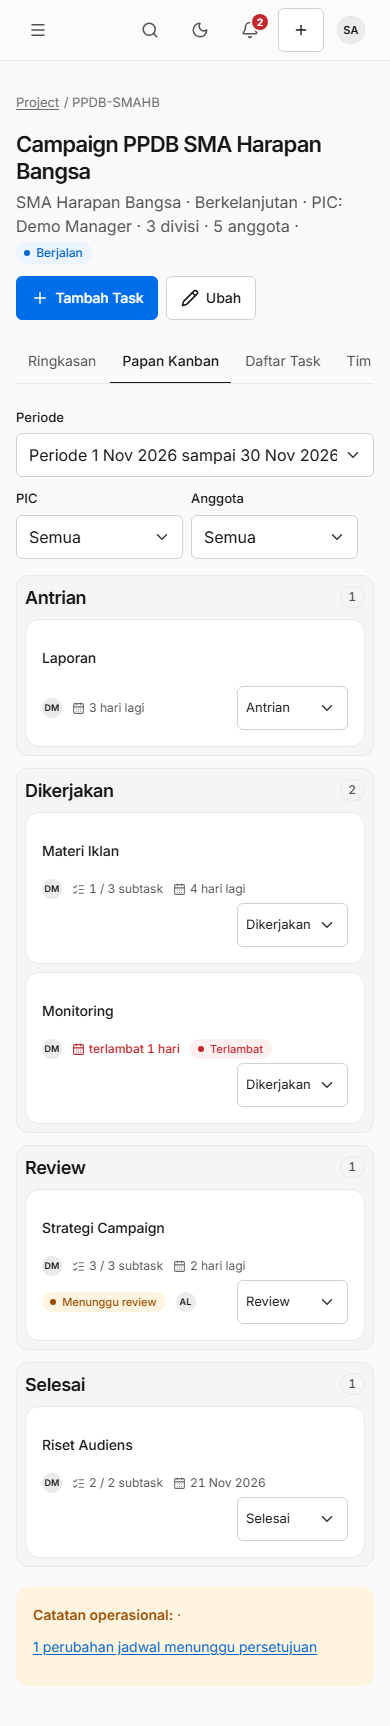 2
SA
Project / PPDB-SMAHB
Campaign PPDB SMA Harapan
Bangsa
SMA Harapan Bangsa · Berkelanjutan · PIC:
Demo Manager · 3 divisi · 5 anggota ·
Berjalan
+ Tambah Task
Ubah
Ringkasan Papan Kanban Daftar Task Tim
Periode
Periode 1 Nov 2026 sampai 30 Nov 2026
PIC Anggota
Semua Semua
Antrian 1
Laporan
DM 3 hari lagi Antrian
Dikerjakan 2
Materi Iklan
DM 1 / 3 subtask 4 hari lagi
Dikerjakan
Monitoring
DM terlambat 1 hari Terlambat
Dikerjakan
Review 1
Strategi Campaign
DM 3 / 3 subtask 2 hari lagi
Menunggu review AL Review
Selesai 1
Riset Audiens
DM 2 / 2 subtask 21 Nov 2026
Selesai
Catatan operasional: ·
1 perubahan jadwal menunggu persetujuan